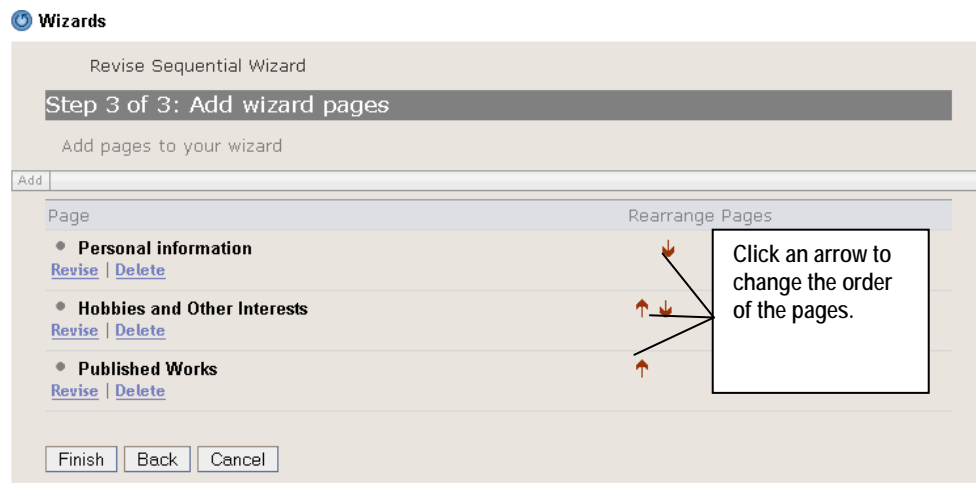 Wizards
Revise Sequential Wizard
Step 3 of 3: Add wizard pages
Add pages to your wizard
Add
Page Rearrange Pages
Personal information
Revise | Delete
Hobbies and Other Interests
Revise | Delete
Published Works
Revise | Delete
Click an arrow to
change the order
of the pages.
Finish Back Cancel